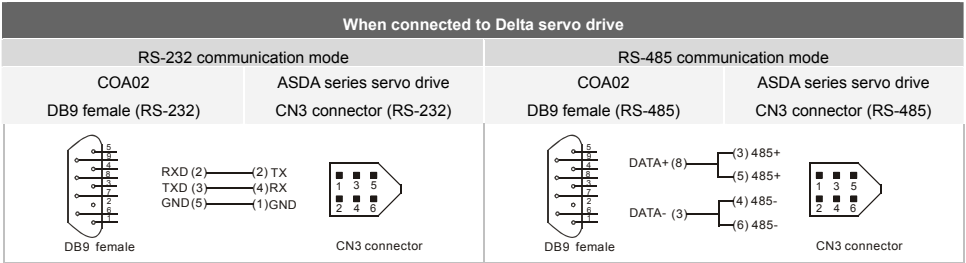 When connected to Delta servo drive
RS-232 communication mode
RS-485 communication mode
COA02
DB9 female (RS-232)
ASDA series servo drive
CN3 connector (RS-232)
COA02
DB9 female (RS-485)
ASDA series servo drive
CN3 connector (RS-485)
5
9
4
8
3
7
2
6
1
DB9 female
RXD (2) (2) TX
TXD (3) (4)RX
GND(5) (1)GND
1 3 5
2 4 6
CN3 connector
5
9
4
8
3
7
2
6
1
DB9 female
DATA+ (8)
(3) 485+
(5) 485+
DATA- (3)
(4) 485-
(6) 485-
1 3 5
2 4 6
CN3 connector